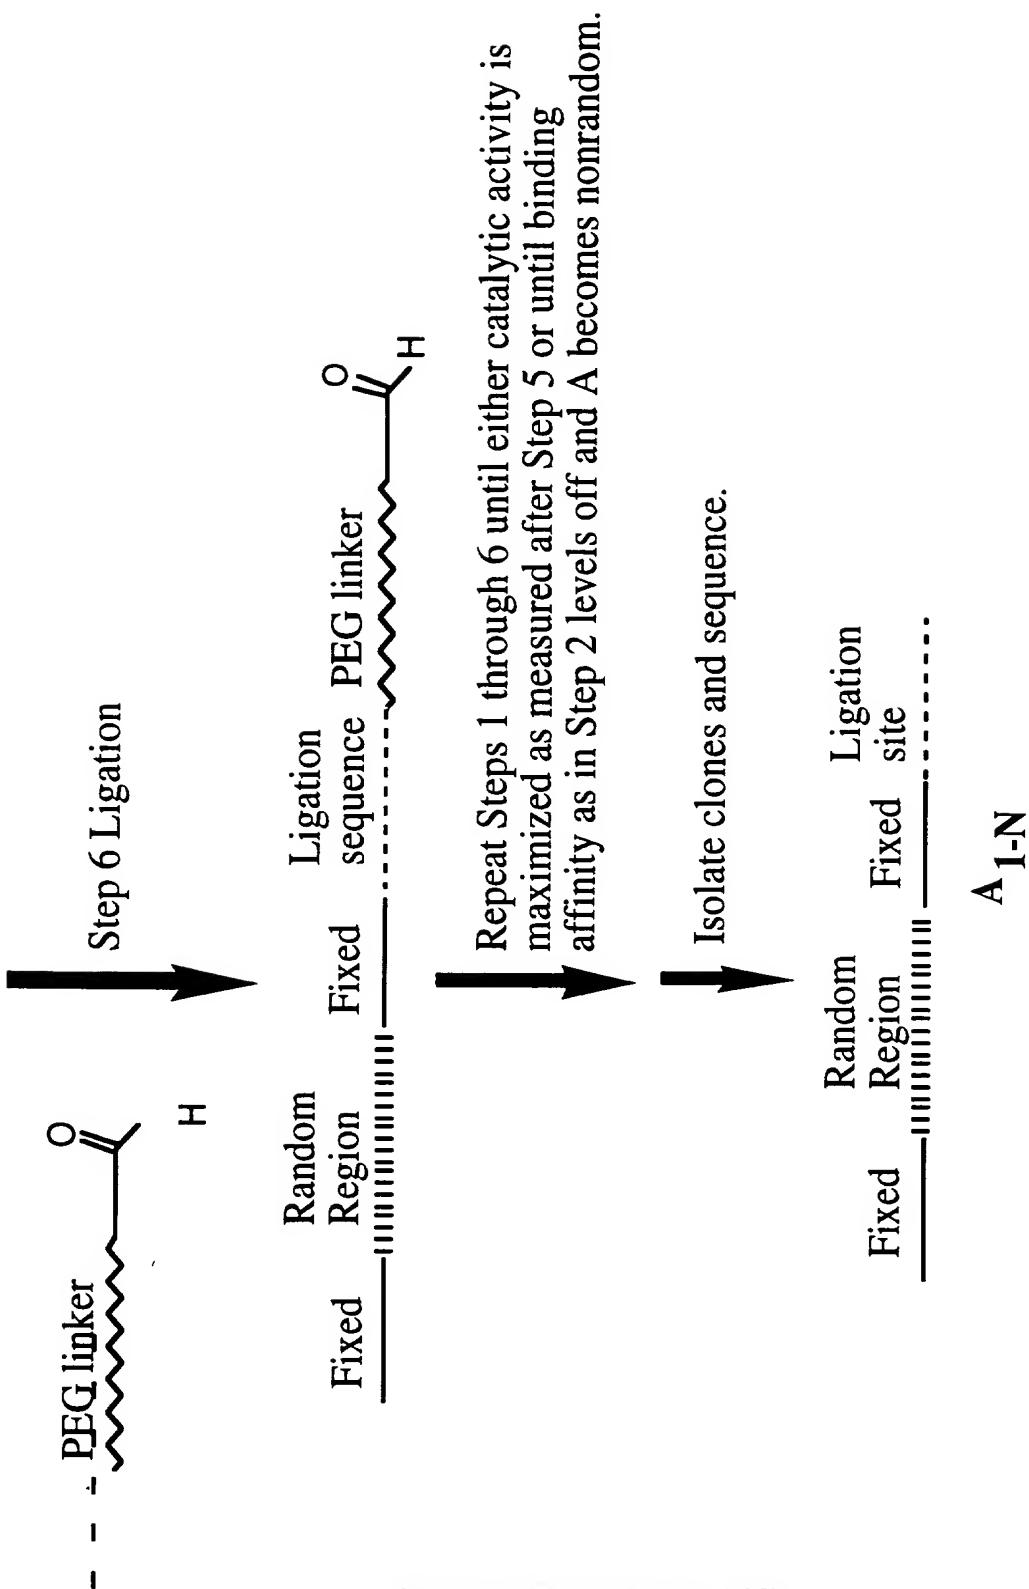 PEG linker
O
H
Step 6 Ligation
Fixed
Random
Region
Fixed
Ligation
sequence
PEG linker
O
H
Repeat Steps 1 through 6 until either catalytic activity is
maximized as measured after Step 5 or until binding
affinity as in Step 2 levels off and A becomes nonrandom.
Isolate clones and sequence.
Fixed
Random
Region
Fixed
Ligation
site
A 1-N